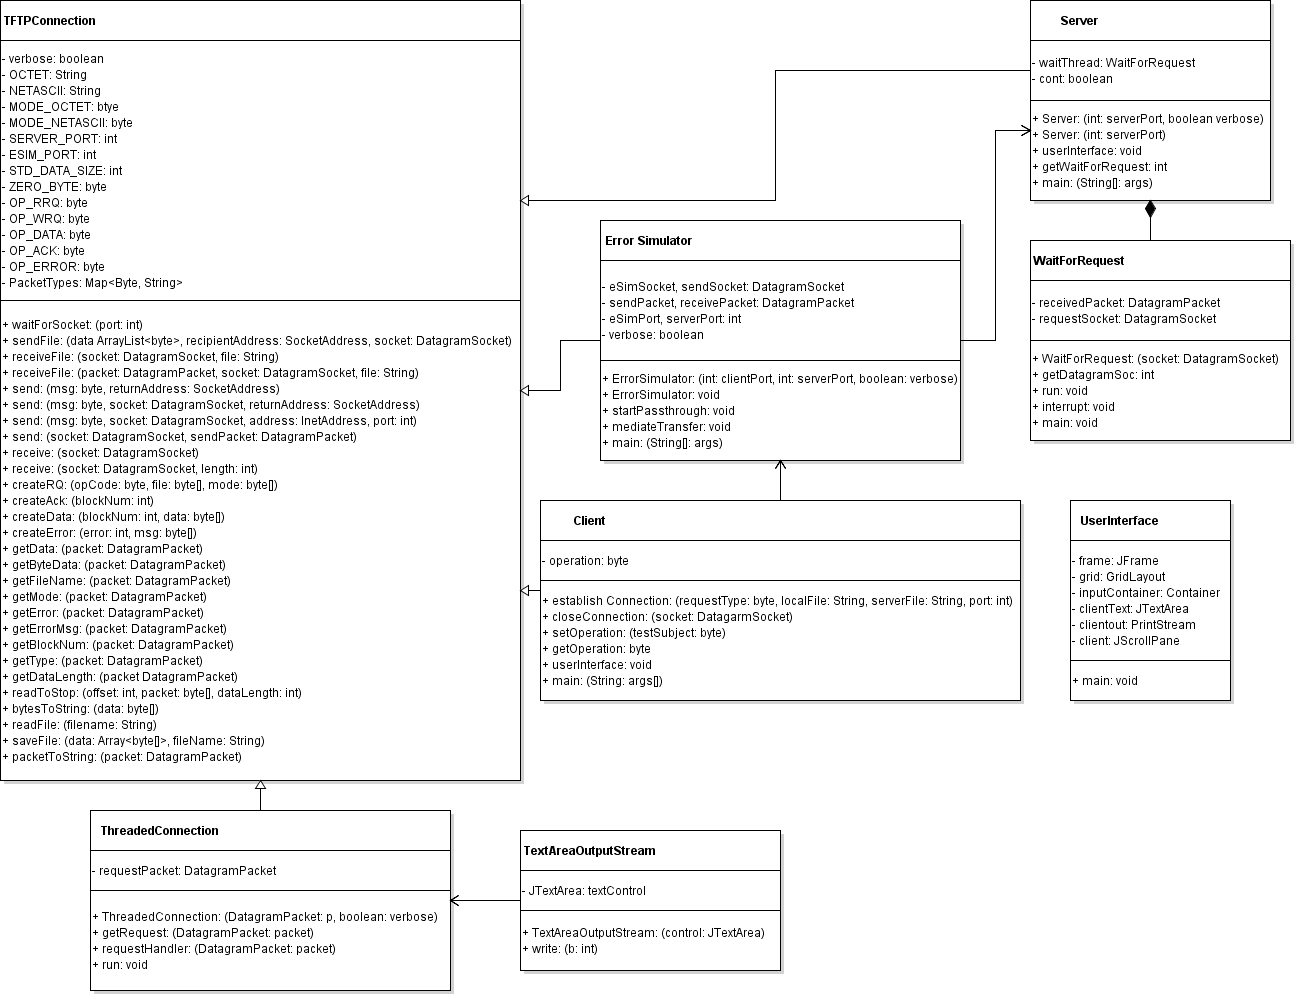 TFTPConnection
- verbose: boolean
- OCTET: String
- NETASCII: String
- MODE_OCTET: btye
- MODE_NETASCII: byte
- SERVER_PORT: int
- ESIM_PORT: int
- STD_DATA_SIZE: int
- ZERO_BYTE: byte
- OP_RRQ: byte
- OP_WRQ: byte
- OP_DATA: byte
- OP_ACK: byte
- OP_ERROR: byte
- PacketTypes: Map<Byte, String>
+ waitForSocket: (port: int)
+ sendFile: (data ArrayList<byte>, recipientAddress: SocketAddress, socket: DatagramSocket)
+ receiveFile: (socket: DatagramSocket, file: String)
+ receiveFile: (packet: DatagramPacket, socket: DatagramSocket, file: String)
+ send: (msg: byte, returnAddress: SocketAddress)
+ send: (msg: byte, socket: DatagramSocket, returnAddress: SocketAddress)
+ send: (msg: byte, socket: DatagramSocket, address: InetAddress, port: int)
+ send: (socket: DatagramSocket, sendPacket: DatagramPacket)
+ receive: (socket: DatagramSocket)
+ receive: (socket: DatagramSocket, length: int)
+ createRQ: (opCode: byte, file: byte[], mode: byte[])
+ createAck: (blockNum: int)
+ createData: (blockNum: int, data: byte[])
+ createError: (error: int, msg: byte[])
+ getData: (packet: DatagramPacket)
+ getByteData: (packet: DatagramPacket)
+ getFileName: (packet: DatagramPacket)
+ getMode: (packet: DatagramPacket)
+ getError: (packet: DatagramPacket)
+ getErrorMsg: (packet: DatagramPacket)
+ getBlockNum: (packet: DatagramPacket)
+ getType: (packet: DatagramPacket)
+ getDataLength: (packet DatagramPacket)
+ readToStop: (offset: int, packet: byte[], dataLength: int)
+ bytesToString: (data: byte[])
+ readFile: (filename: String)
+ saveFile: (data: Array<byte[]>, fileName: String)
+ packetToString: (packet: DatagramPacket)
Server
- waitThread: WaitForRequest
- cont: boolean
+ Server: (int: serverPort, boolean verbose)
+ Server: (int: serverPort)
+ userInterface: void
+ getWaitForRequest: int
+ main: (String[]: args)
Error Simulator
- eSimSocket, sendSocket: DatagramSocket
- sendPacket, receivePacket: DatagramPacket
- eSimPort, serverPort: int
- verbose: boolean
+ ErrorSimulator: (int: clientPort, int: serverPort, boolean: verbose)
+ ErrorSimulator: void
+ startPassthrough: void
+ mediateTransfer: void
+ main: (String[]: args)
WaitForRequest
- receivedPacket: DatagramPacket
- requestSocket: DatagramSocket
+ WaitForRequest: (socket: DatagramSocket)
+ getDatagramSoc: int
+ run: void
+ interrupt: void
+ main: void
Client
- operation: byte
+ establish Connection: (requestType: byte, localFile: String, serverFile: String, port: int)
+ closeConnection: (socket: DatagarmSocket)
+ setOperation: (testSubject: byte)
+ getOperation: byte
+ userInterface: void
+ main: (String: args[])
UserInterface
- frame: JFrame
- grid: GridLayout
- inputContainer: Container
- clientText: JTextArea
- clientout: PrintStream
- client: JScrollPane
+ main: void
ThreadedConnection
- requestPacket: DatagramPacket
+ ThreadedConnection: (DatagramPacket: p, boolean: verbose)
+ getRequest: (DatagramPacket: packet)
+ requestHandler: (DatagramPacket: packet)
+ run: void
TextAreaOutputStream
- JTextArea: textControl
+ TextAreaOutputStream: (control: JTextArea)
+ write: (b: int)